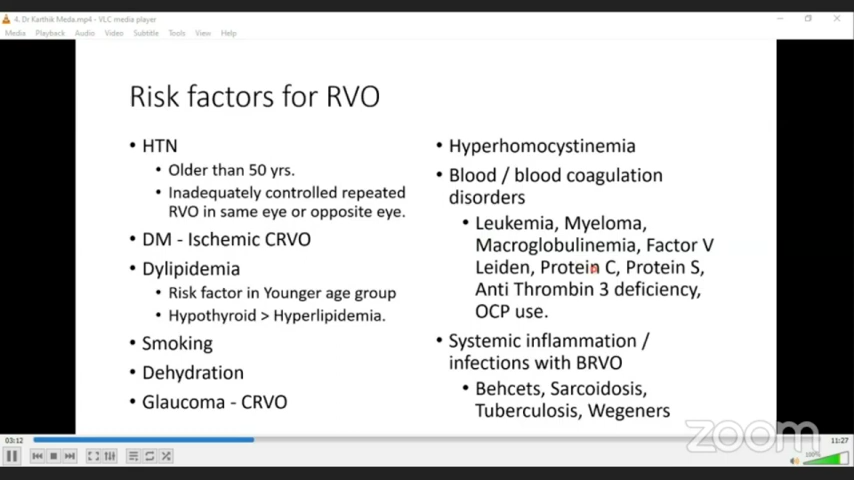 4. Dr Karthik Meda.mp4 - VLC media player
Media Playback Audio Video Subtitle Tools View Help
Risk factors for RVO
• HTN
• Older than 50 yrs.
• Inadequately controlled repeated
RVO in same eye or opposite eye.
• DM - Ischemic CRVO
• Dylipidemia
• Risk factor in Younger age group
• Hypothyroid > Hyperlipidemia.
• Smoking
• Dehydration
• Glaucoma - CRVO
• Hyperhomocystinemia
• Blood / blood coagulation
disorders
• Leukemia, Myeloma,
Macroglobulinemia, Factor V
Leiden, Protein C, Protein S,
Anti Thrombin 3 deficiency,
OCP use.
• Systemic inflammation /
infections with BRVO
• Behcets, Sarcoidosis,
Tuberculosis, Wegeners
zoom
03:12
11:27
100%